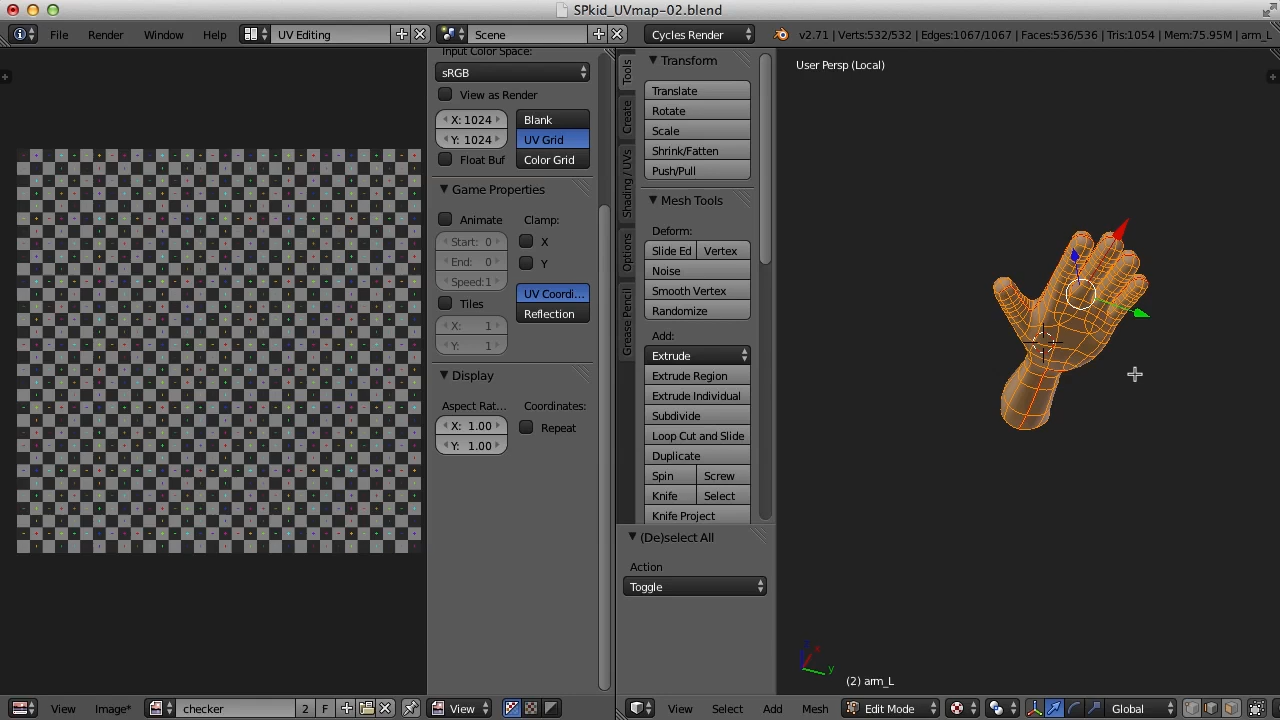 SPkid_UVmap-02.blend
File Render Window Help UV Editing Scene Cycles Render v2.71 | Verts:532/532 | Edges:1067/1067 | Faces:536/536 | Tris:1054 | Mem:75.95M | arm_L
Input Color Space:
sRGB
View as Render
X: 1024 Blank
Y: 1024 UV Grid
Float Buf Color Grid
Game Properties
Animate Clamp:
Start: 0 X
End: 0 Y
Speed:1
UV Coordi...
Tiles Reflection
X: 1
Y: 1
Display
Aspect Rat... Coordinates:
X: 1.00 Repeat
Y: 1.00
Tools
Create
Shading / UVs
Options
Grease Pencil
Transform
Translate
Rotate
Scale
Shrink/Fatten
Push/Pull
Mesh Tools
Deform:
Slide Ed Vertex
Noise
Smooth Vertex
Randomize
Add:
Extrude
Extrude Region
Extrude Individual
Subdivide
Loop Cut and Slide
Duplicate
Spin Screw
Knife Select
Knife Project
(De)select All
Action
Toggle
User Persp (Local)
z x y
(2) arm_L
View Image* checker 2 F View
View Select Add Mesh Edit Mode Global